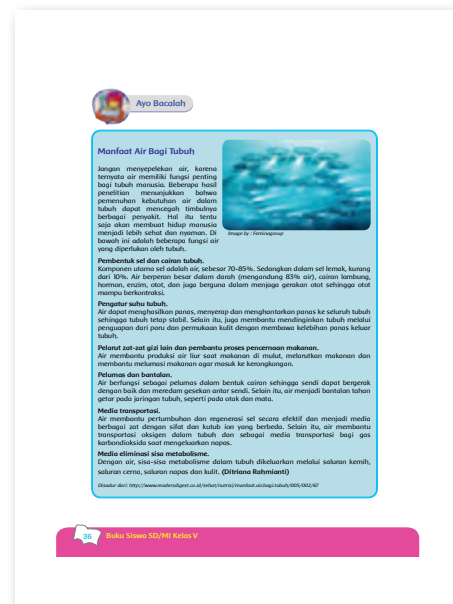 Ayo Bacalah
Manfaat Air Bagi Tubuh
Jangan menyepelekan air, karena
ternyata air memiliki fungsi penting
bagi tubuh manusia. Beberapa hasil
penelitian menunjukkan bahwa
pemenuhan kebutuhan air dalam
tubuh dapat mencegah timbulnya
berbagai penyakit. Hal itu tentu
saja akan membuat hidup manusia
menjadi lebih sehat dan nyaman. Di
bawah ini adalah beberapa fungsi air
yang diperlukan oleh tubuh.
Image by : Feminagroup
Pembentuk sel dan cairan tubuh.
Komponen utama sel adalah air, sebesar 70-85%. Sedangkan dalam sel lemak, kurang
dari 10%. Air berperan besar dalam darah (mengandung 83% air), cairan lambung,
hormon, enzim, otot, dan juga berguna dalam menjaga gerakan otot sehingga otot
mampu berkontraksi.
Pengatur suhu tubuh.
Air dapat menghasilkan panas, menyerap dan menghantarkan panas ke seluruh tubuh
sehingga tubuh tetap stabil. Selain itu, juga membantu mendinginkan tubuh melalui
penguapan dari paru dan permukaan kulit dengan membawa kelebihan panas keluar
tubuh.
Pelarut zat-zat gizi lain dan pembantu proses pencernaan makanan.
Air membantu produksi air liur saat makanan di mulut, melarutkan makanan dan
membantu melumasi makanan agar masuk ke kerongkongan.
Pelumas dan bantalan.
Air berfungsi sebagai pelumas dalam bentuk cairan sehingga sendi dapat bergerak
dengan baik dan meredam gesekan antar sendi. Selain itu, air menjadi bantalan tahan
getar pada jaringan tubuh, seperti pada otak dan mata.
Media transportasi.
Air membantu pertumbuhan dan regenerasi sel secara efektif dan menjadi media
berbagai zat dengan sifat dan kutub ion yang berbeda. Selain itu, air membantu
transportasi oksigen dalam tubuh dan sebagai media transportasi bagi gas
karbondioksida saat mengeluarkan napas.
Media eliminasi sisa metabolisme.
Dengan air, sisa-sisa metabolisme dalam tubuh dikeluarkan melalui saluran kemih,
saluran cerna, saluran napas dan kulit. (Ditriana Rahmianti)
Disadur dari: http://www.readersdigest.co.id/sehat/nutrisi/manfaat.air.bagi.tubuh/005/002/67
36 Buku Siswa SD/MI Kelas V